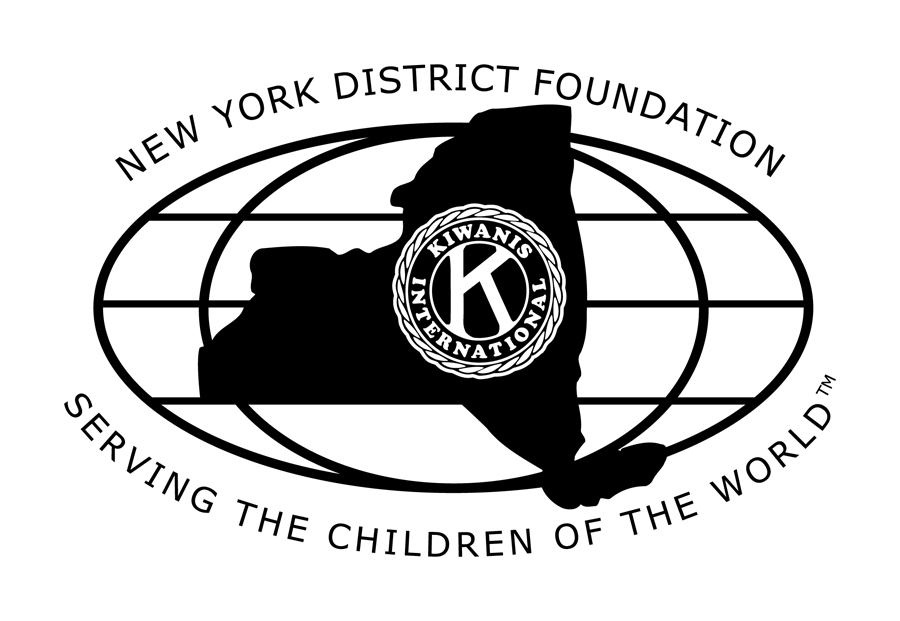 NEW YORK DISTRICT FOUNDATION
KIWANIS
K
INTERNATIONAL
SERVING THE CHILDREN OF THE WORLD™